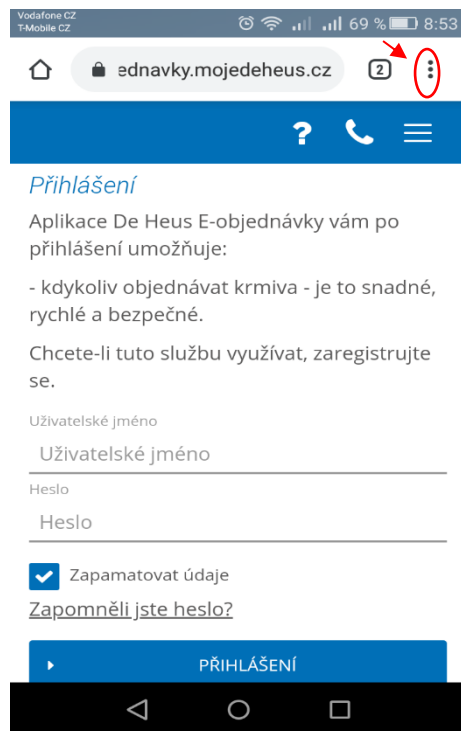 Vodafone CZ
T-Mobile CZ
69 % 8:53
ednavky.mojedeheus.cz
2
?
Přihlášení
Aplikace De Heus E-objednávky vám po
přihlášení umožňuje:
- kdykoliv objednávat krmiva - je to snadné,
rychlé a bezpečné.
Chcete-li tuto službu využívat, zaregistrujte
se.
Uživatelské jméno
Uživatelské jméno
Heslo
Heslo
Zapamatovat údaje
Zapomněli jste heslo?
PŘIHLÁŠENÍ